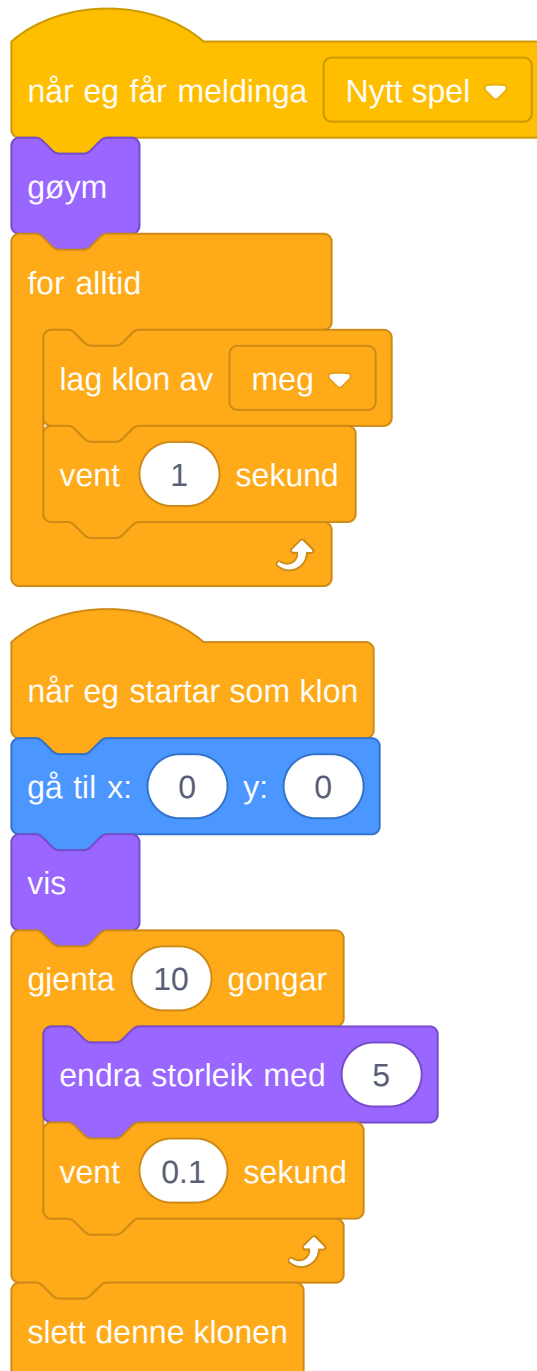 når eg får meldinga Nytt spel
gøym
for alltid
lag klon av meg
vent 1 sekund
når eg startar som klon
gå til x: 0 y: 0
vis
gjenta 10 gongar
endra storleik med 5
vent 0.1 sekund
slett denne klonen